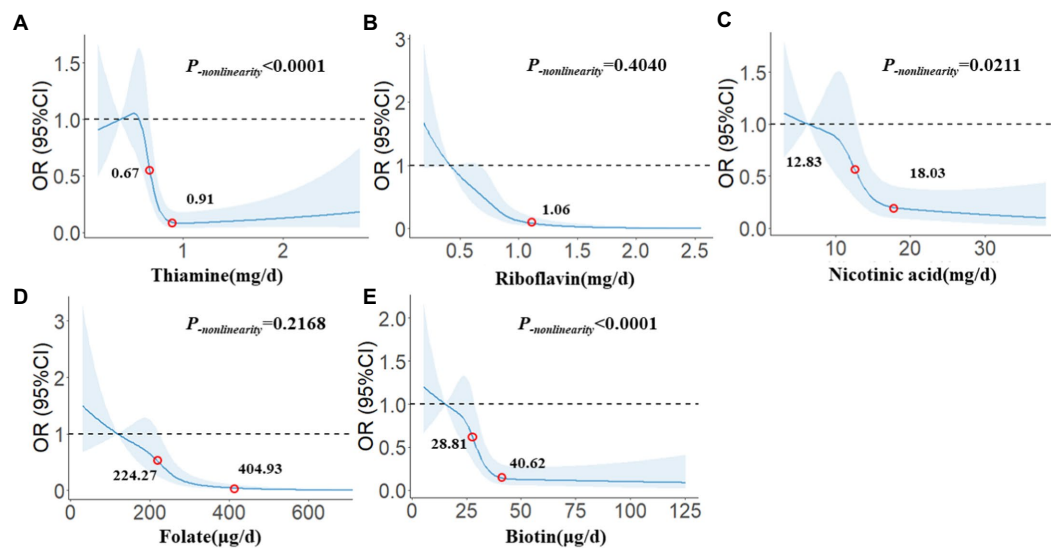 A
P-nonlinearity<0.0001
OR (95%CI)
1.5
1.0
0.5
0.0
0.67
0.91
1
2
Thiamine(mg/d)
B
P-nonlinearity=0.4040
OR (95%CI)
3
2
1
0
1.06
0.5
1.0
1.5
2.0
2.5
Riboflavin(mg/d)
C
P-nonlinearity=0.0211
OR (95%CI)
1.5
1.0
0.5
0.0
12.83
18.03
10
20
30
Nicotinic acid(mg/d)
D
P-nonlinearity=0.2168
OR (95%CI)
3
2
1
0
224.27
404.93
0
200
400
600
Folate(μg/d)
E
P-nonlinearity<0.0001
OR (95%CI)
2.0
1.5
1.0
0.5
0.0
28.81
40.62
0
25
50
75
100
125
Biotin(μg/d)